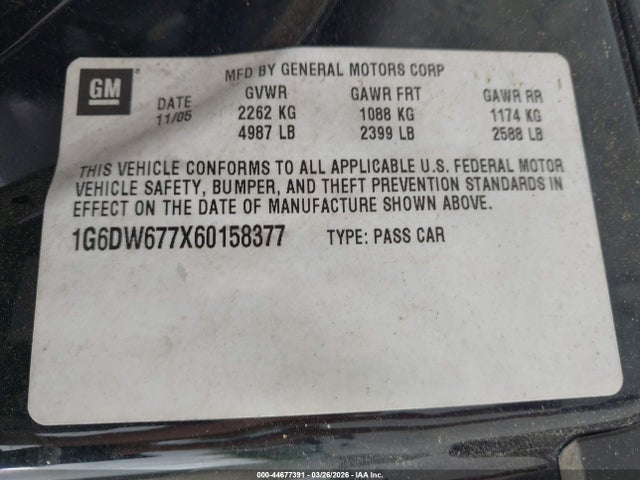 GM
MFD BY GENERAL MOTORS CORP
DATE GVWR GAWR FRT GAWR RR
11/05 2262 KG 1088 KG 1174 KG
4987 LB 2399 LB 2588 LB
THIS VEHICLE CONFORMS TO ALL APPLICABLE U.S. FEDERAL MOTOR
VEHICLE SAFETY, BUMPER, AND THEFT PREVENTION STANDARDS IN
EFFECT ON THE DATE OF MANUFACTURE SHOWN ABOVE.
1G6DW677X60158377 TYPE: PASS CAR
000-44677391 | 03/26/2026 - IAA, Inc.